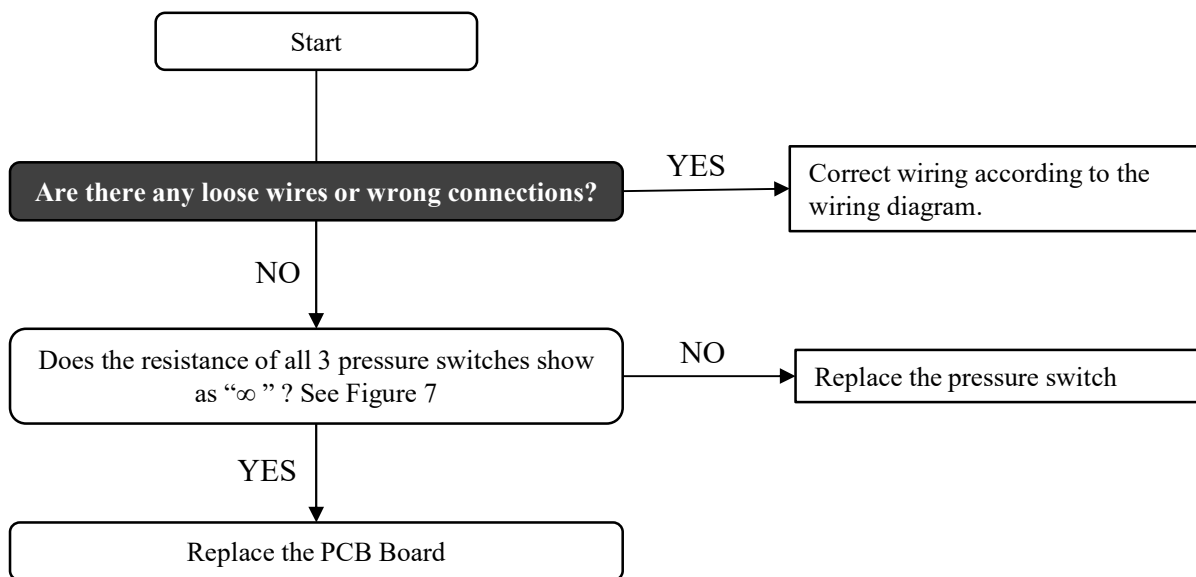 Start
Are there any loose wires or wrong connections?
YES
Correct wiring according to the
wiring diagram.
NO
Does the resistance of all 3 pressure switches show
as “∞ ” ? See Figure 7
NO
Replace the pressure switch
YES
Replace the PCB Board